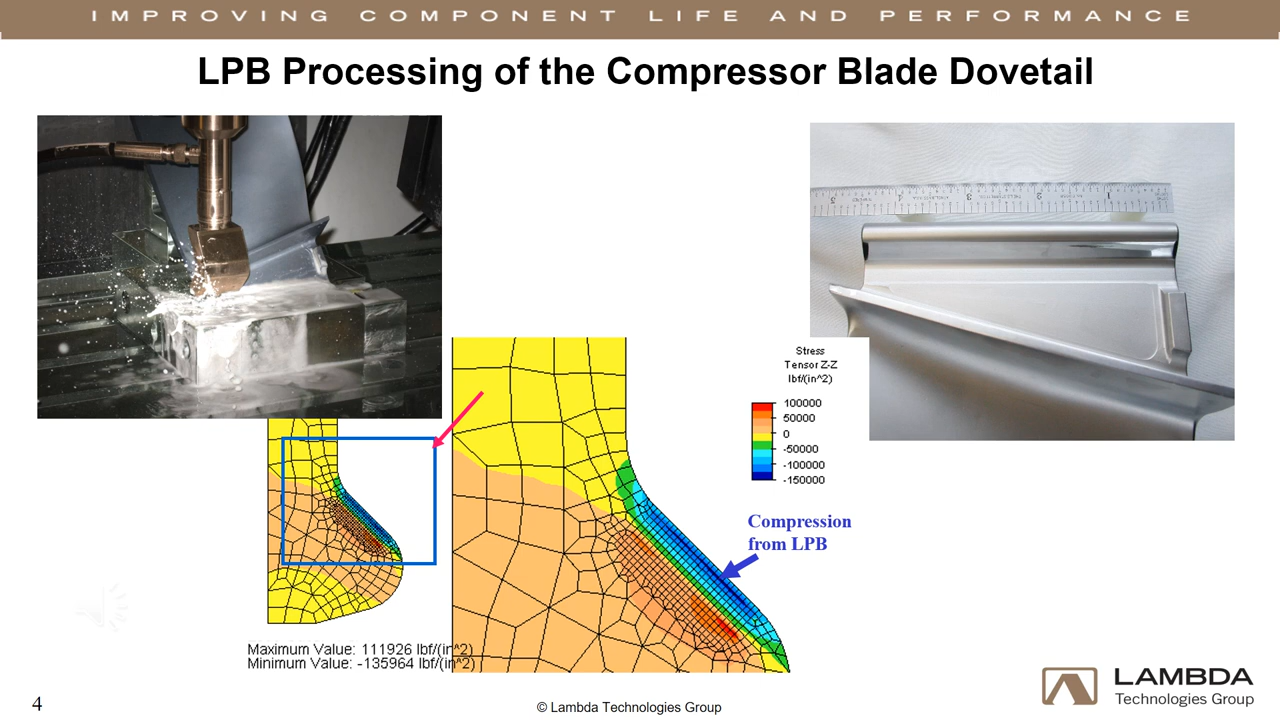 IMPROVING COMPONENT LIFE AND PERFORMANCE
LPB Processing of the Compressor Blade Dovetail
Stress
Tensor Z-Z
lbf/(in^2)
100000
50000
0
-50000
-100000
-150000
Compression
from LPB
Maximum Value: 111926 lbf/(in^2)
Minimum Value: -135964 lbf/(in^2)
LAMBDA
Technologies Group
4
© Lambda Technologies Group